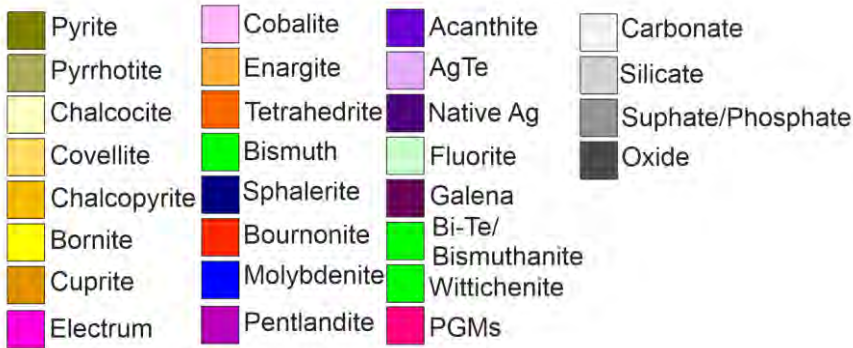 Pyrite
Pyrrhotite
Chalcocite
Covellite
Chalcopyrite
Bornite
Cuprite
Electrum
Cobalite
Enargite
Tetrahedrite
Bismuth
Sphalerite
Bournonite
Molybdenite
Pentlandite
Acanthite
AgTe
Native Ag
Fluorite
Galena
Bi-Te/
Bismuthanite
Wittichenite
PGMs
Carbonate
Silicate
Suphate/Phosphate
Oxide